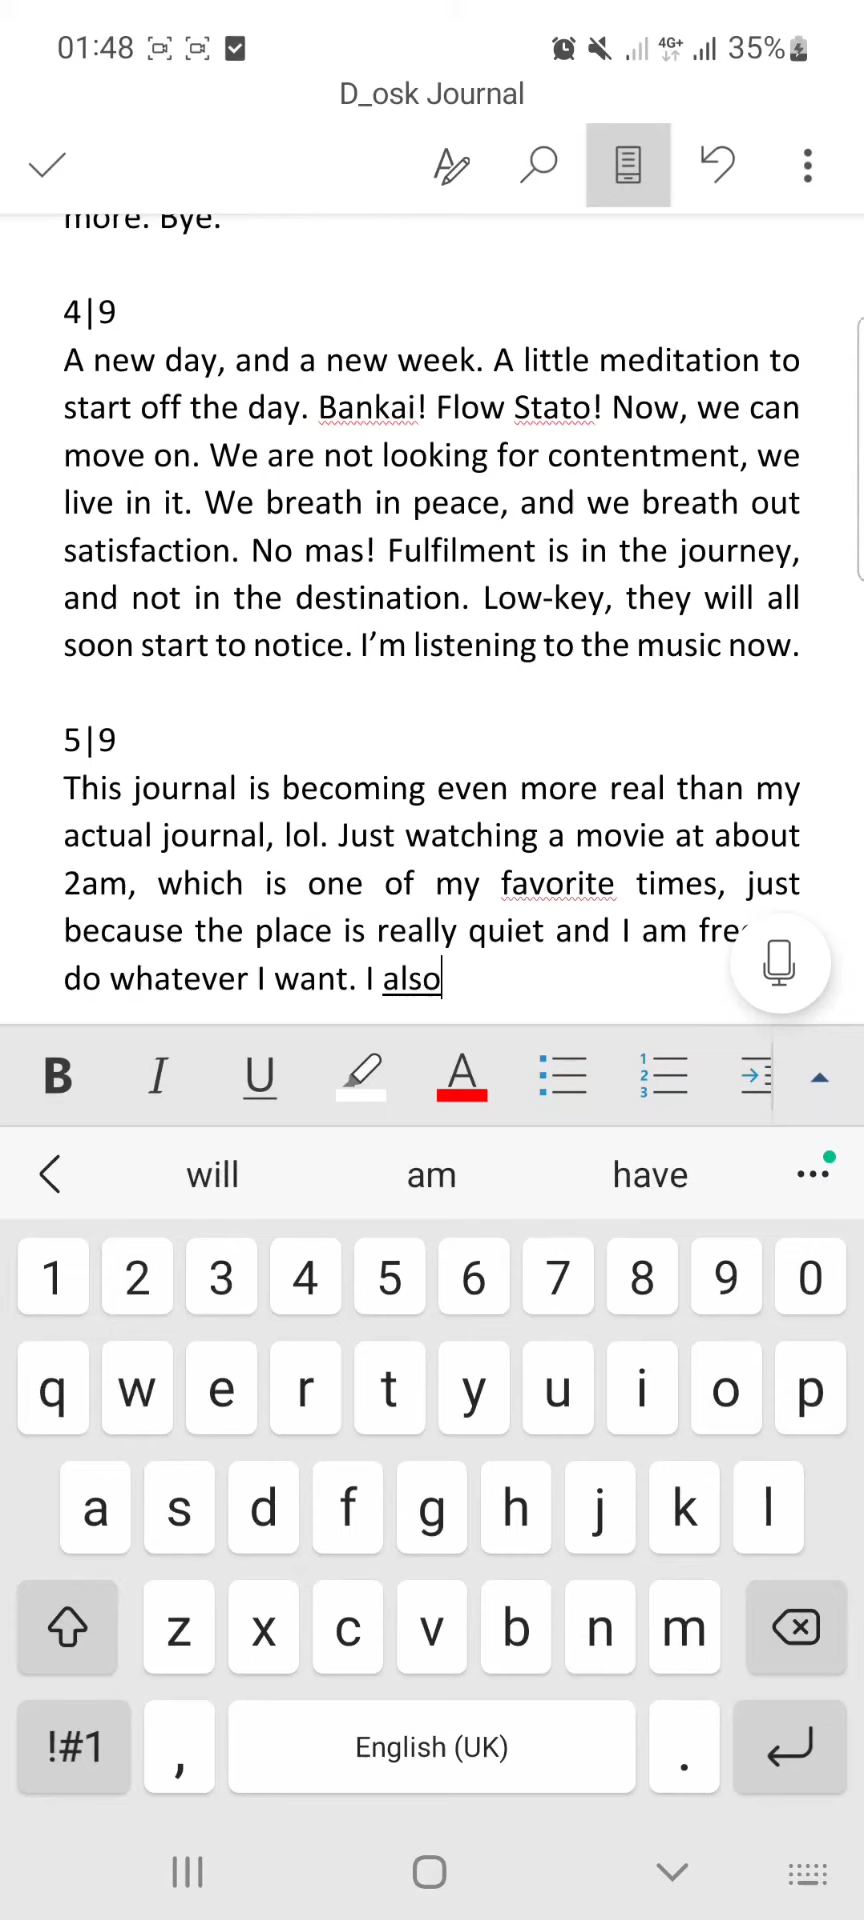 01:48 4G+ 35%
D_osk Journal
more. Bye.
4|9
A new day, and a new week. A little meditation to
start off the day. Bankai! Flow Stato! Now, we can
move on. We are not looking for contentment, we
live in it. We breath in peace, and we breath out
satisfaction. No mas! Fulfilment is in the journey,
and not in the destination. Low-key, they will all
soon start to notice. I’m listening to the music now.
5|9
This journal is becoming even more real than my
actual journal, lol. Just watching a movie at about
2am, which is one of my favorite times, just
because the place is really quiet and I am fre
do whatever I want. I also
B I U A 1 2 3
will am have ...
1 2 3 4 5 6 7 8 9 0
q w e r t y u i o p
a s d f g h j k l
z x c v b n m
!#1 , English (UK) .